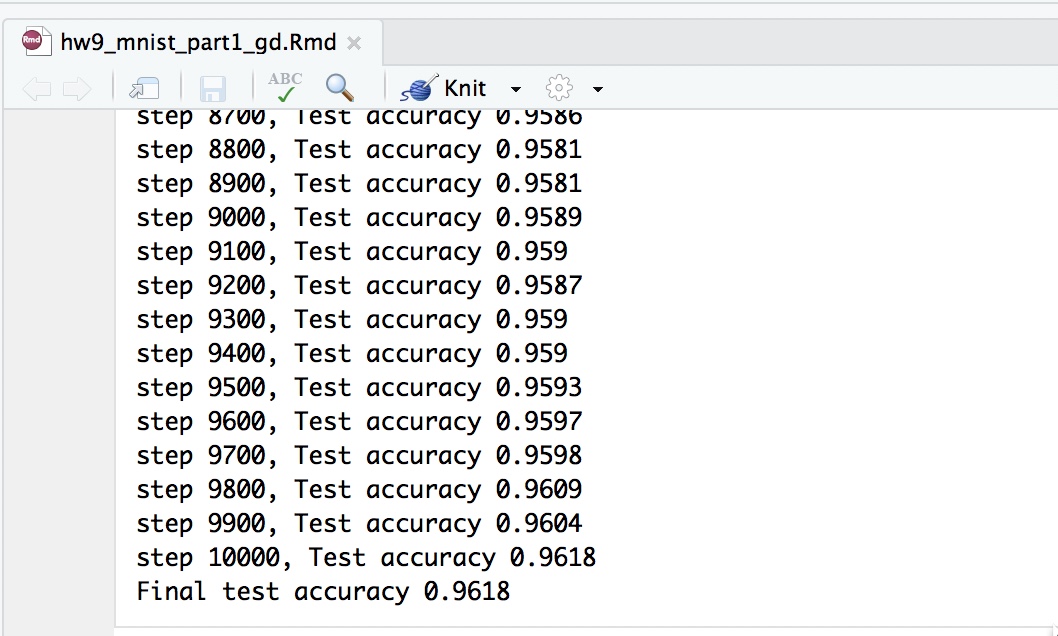 hw9_mnist_part1_gd.Rmd
ABC
Knit
step 8700, Test accuracy 0.9586
step 8800, Test accuracy 0.9581
step 8900, Test accuracy 0.9581
step 9000, Test accuracy 0.9589
step 9100, Test accuracy 0.959
step 9200, Test accuracy 0.9587
step 9300, Test accuracy 0.959
step 9400, Test accuracy 0.959
step 9500, Test accuracy 0.9593
step 9600, Test accuracy 0.9597
step 9700, Test accuracy 0.9598
step 9800, Test accuracy 0.9609
step 9900, Test accuracy 0.9604
step 10000, Test accuracy 0.9618
Final test accuracy 0.9618